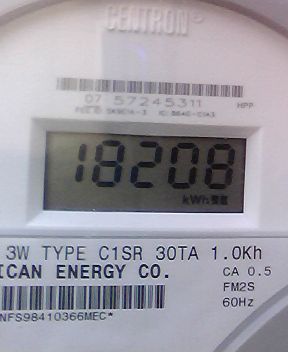 CENTRON®
07 57245311
HPP
18208
kWh
3W TYPE C1SR 30TA 1.0Kh
ICAN ENERGY CO.
CA 0.5
FM2S
60Hz
NFS98410366MEC*